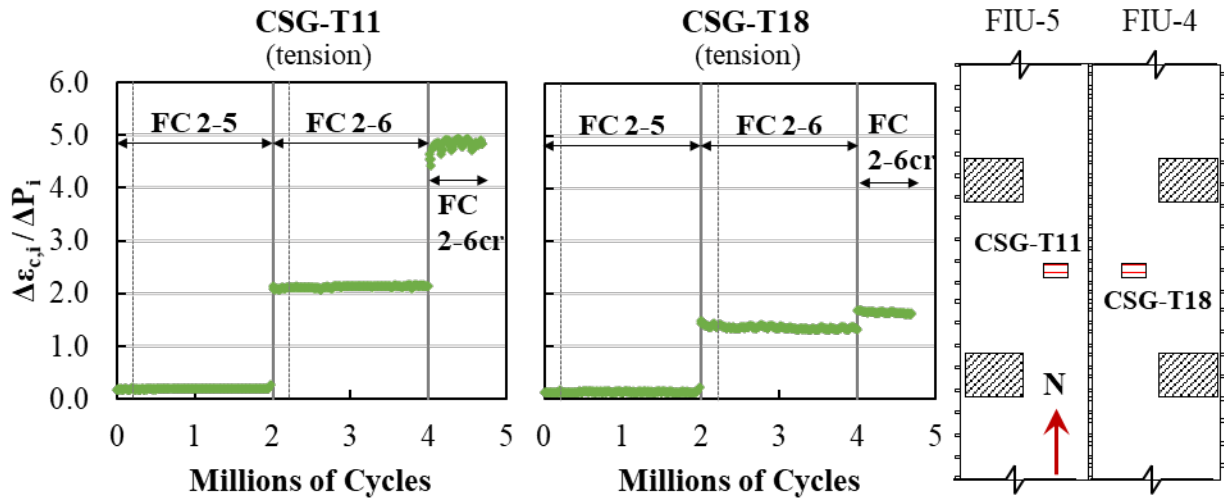 CSG-T11
(tension)
Δε_c,i / ΔP_i
6.0
5.0
4.0
3.0
2.0
1.0
0.0
FC 2-5
FC 2-6
FC
2-6cr
0 1 2 3 4 5
Millions of Cycles
CSG-T18
(tension)
FC 2-5
FC 2-6
FC
2-6cr
0 1 2 3 4 5
Millions of Cycles
FIU-5 FIU-4
CSG-T11
CSG-T18
N